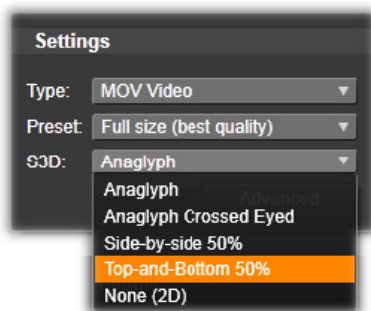 Settings
Type: MOV Video
Preset: Full size (best quality)
S3D: Anaglyph
Anaglyph
Advanced
Anaglyph Crossed Eyed
Side-by-side 50%
Top-and-Bottom 50%
None (2D)